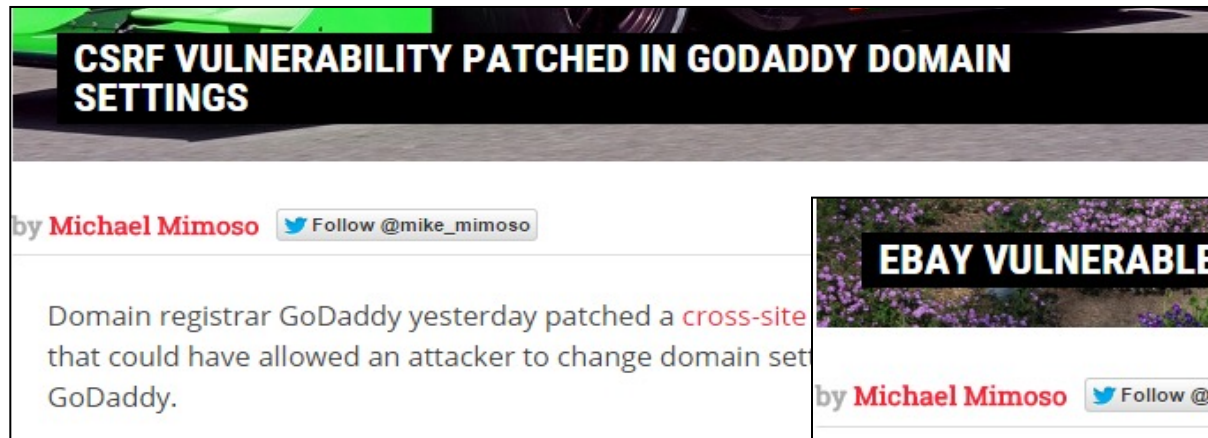 CSRF VULNERABILITY PATCHED IN GODADDY DOMAIN
SETTINGS
by Michael Mimoso Follow @mike_mimoso
Domain registrar GoDaddy yesterday patched a cross-site
that could have allowed an attacker to change domain
GoDaddy.
EBAY VULNERABLE
by Michael Mimoso Follow @